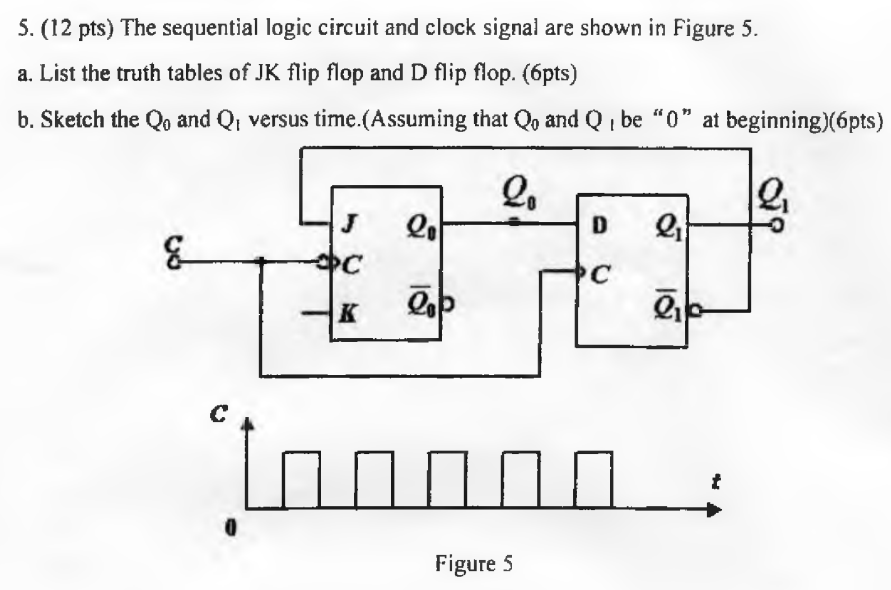 5. (12 pts) The sequential logic circuit and clock signal are shown in Figure 5.
a. List the truth tables of JK flip flop and D flip flop. (6pts)
b. Sketch the Q₀ and Q₁ versus time.(Assuming that Q₀ and Q ₁ be “0” at beginning)(6pts)
Q₀ Q₁
J Q₀ D Q₁
C C C
K Q̅₀ Q̅₁
C
t
0
Figure 5